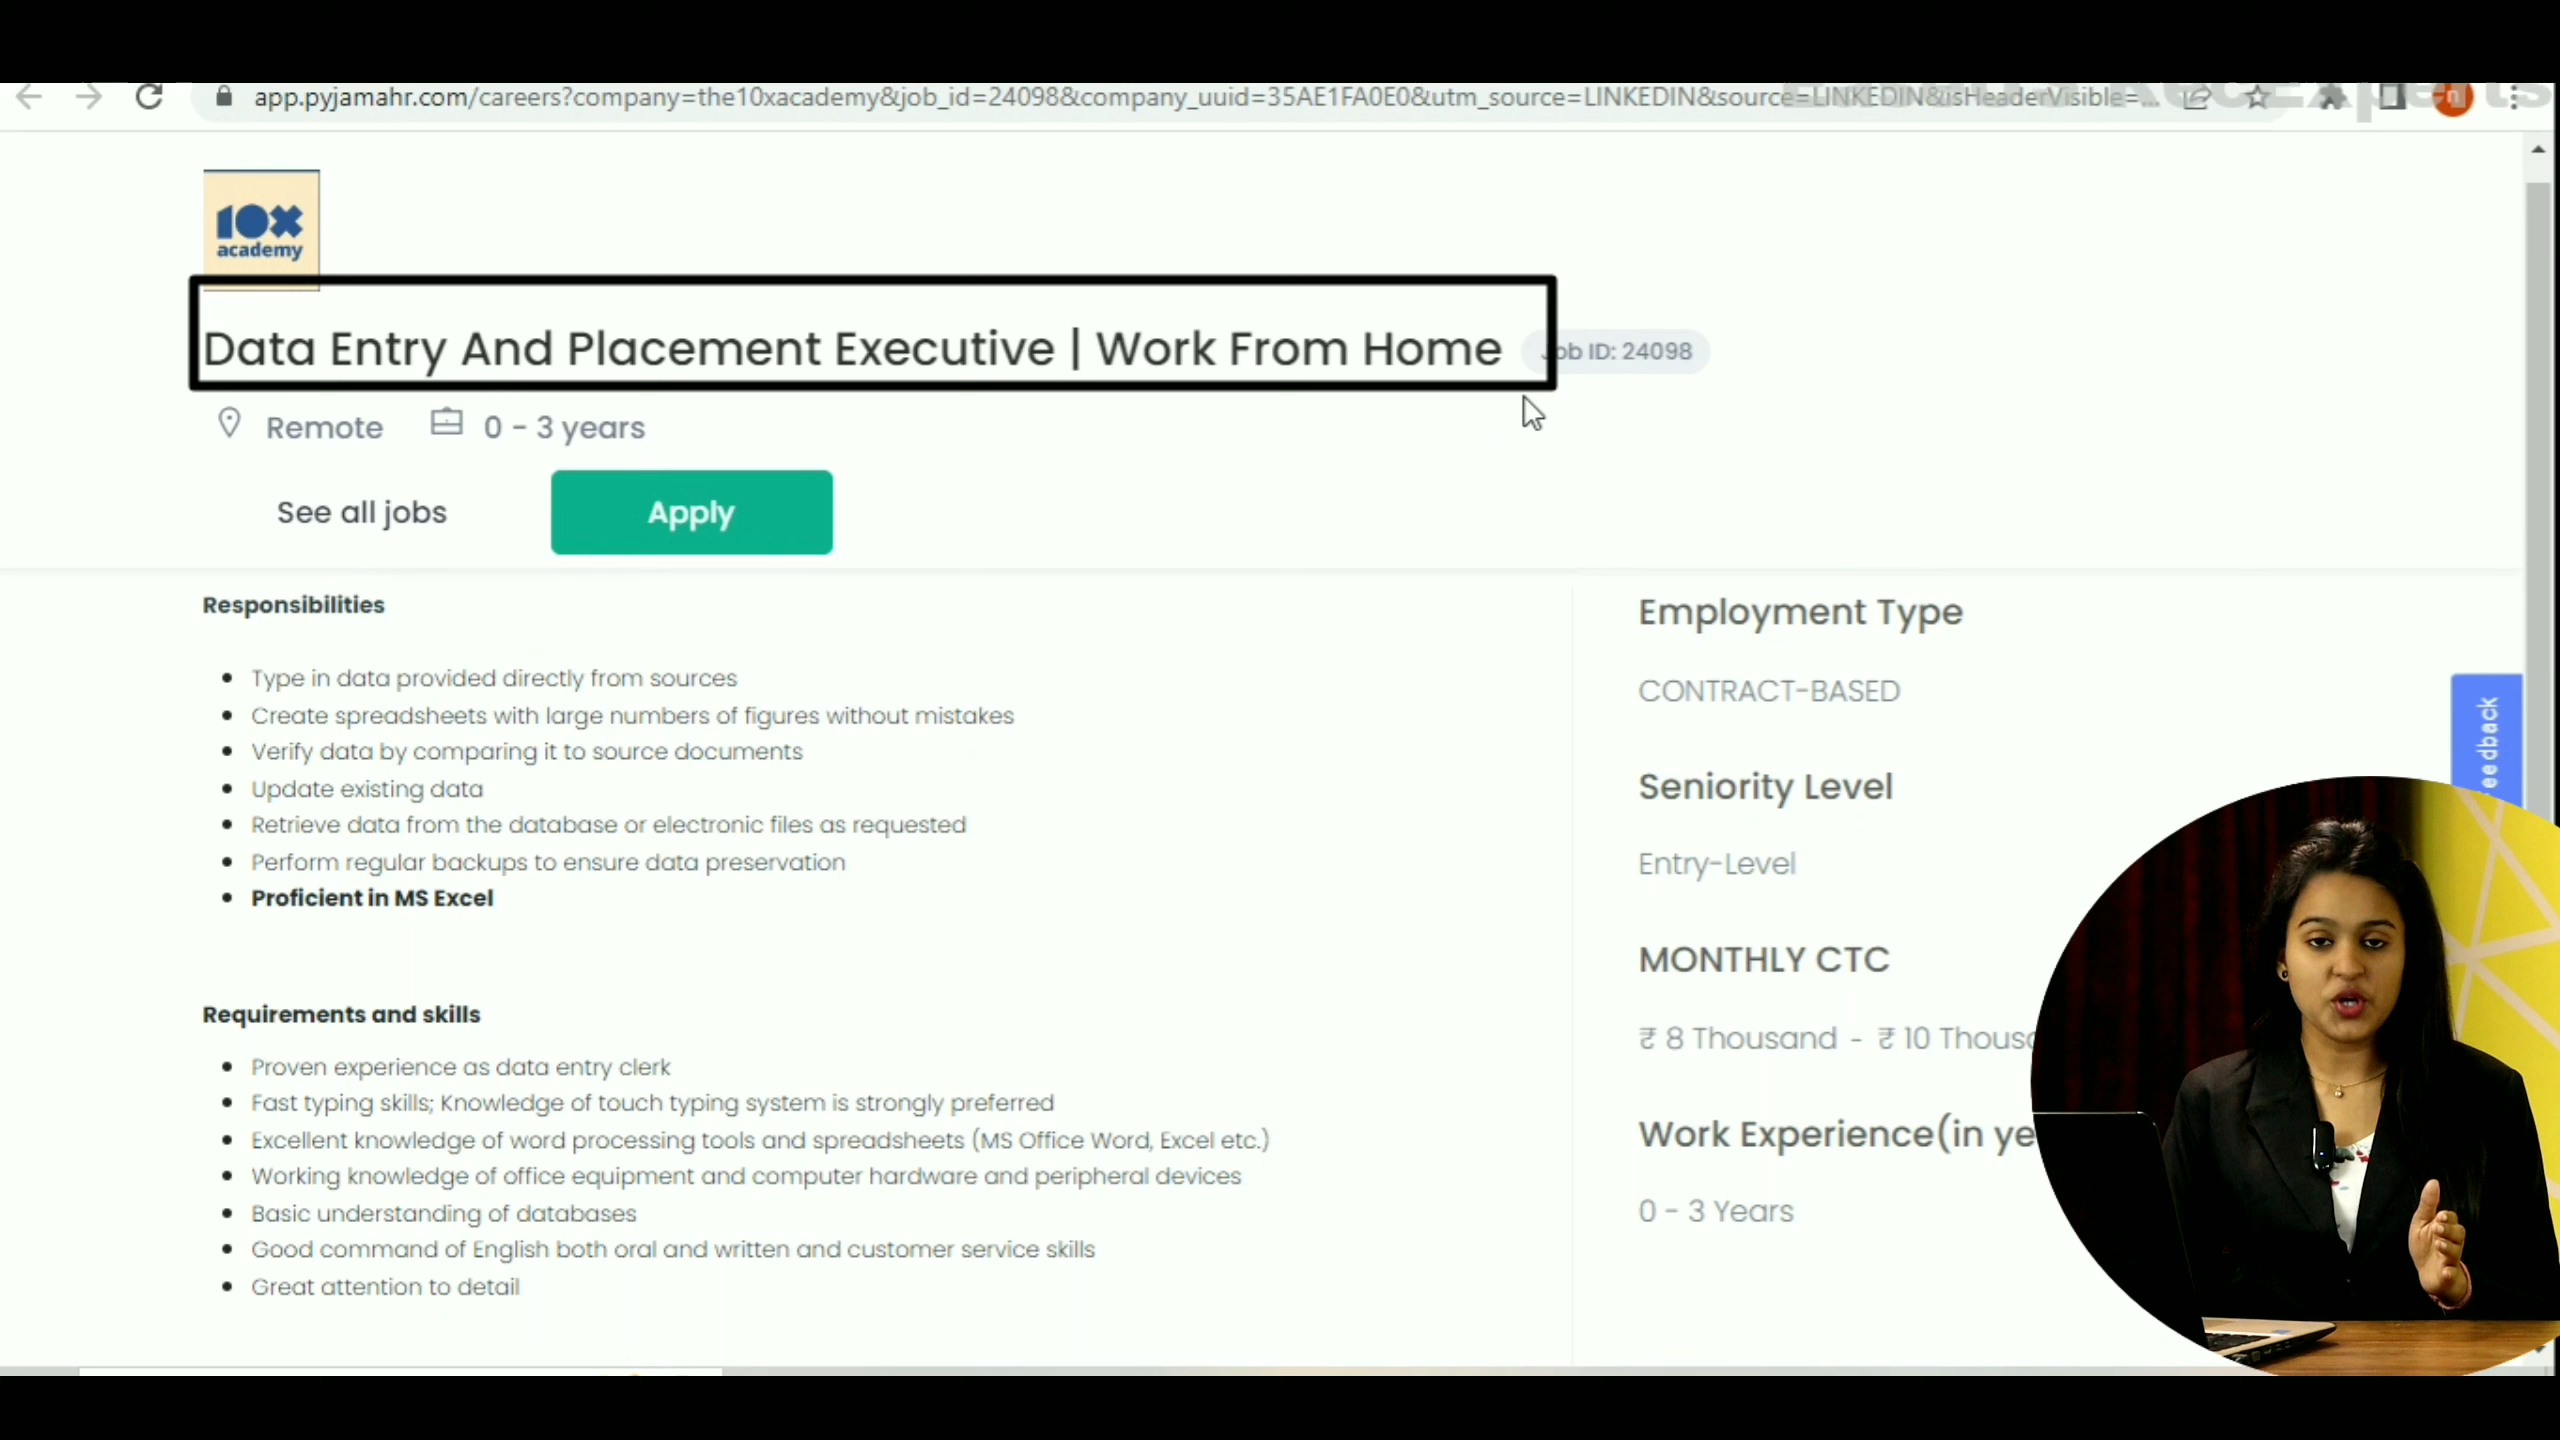 app.pyjamahr.com/careers?company=the10xacademy&job_id=24098&company_uuid=35AE1FA0E0&utm_source=LINKEDIN&source=LINKEDIN&isHeaderVisible=...
10x
academy
Data Entry And Placement Executive | Work From Home
Job ID: 24098
Remote
0 - 3 years
See all jobs
Apply
Responsibilities
Type in data provided directly from sources
Create spreadsheets with large numbers of figures without mistakes
Verify data by comparing it to source documents
Update existing data
Retrieve data from the database or electronic files as requested
Perform regular backups to ensure data preservation
Proficient in MS Excel
Requirements and skills
Proven experience as data entry clerk
Fast typing skills; Knowledge of touch typing system is strongly preferred
Excellent knowledge of word processing tools and spreadsheets (MS Office Word, Excel etc.)
Working knowledge of office equipment and computer hardware and peripheral devices
Basic understanding of databases
Good command of English both oral and written and customer service skills
Great attention to detail
Employment Type
CONTRACT-BASED
Seniority Level
Entry-Level
MONTHLY CTC
₹ 8 Thousand - ₹ 10 Thous
Work Experience(in ye
0 - 3 Years
eedback
n